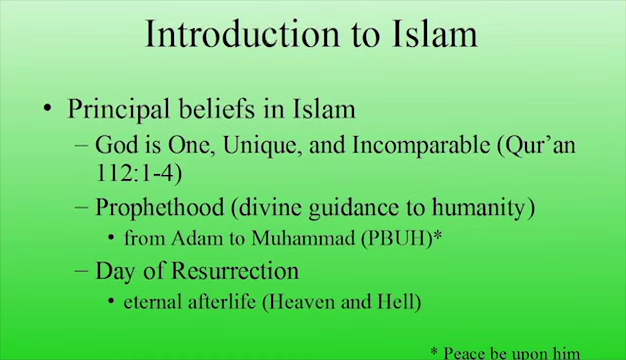 Introduction to Islam
• Principal beliefs in Islam
– God is One, Unique, and Incomparable (Qur'an
112:1-4)
– Prophethood (divine guidance to humanity)
• from Adam to Muhammad (PBUH)*
– Day of Resurrection
• eternal afterlife (Heaven and Hell)
* Peace be upon him